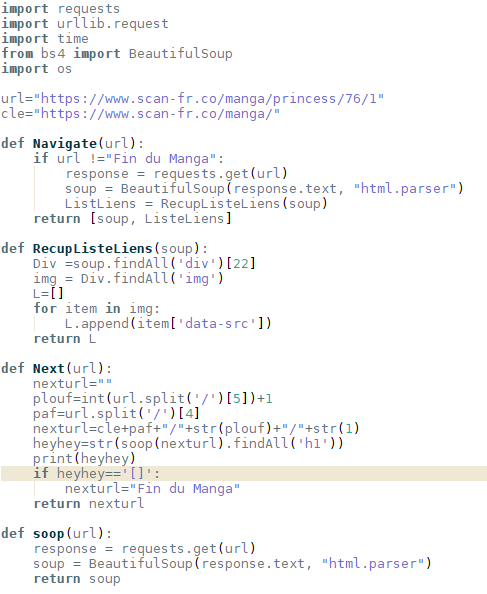 import requests
import urllib.request
import time
from bs4 import BeautifulSoup
import os

url="https://www.scan-fr.co/manga/princess/76/1"
cle="https://www.scan-fr.co/manga/"

def Navigate(url):
    if url !="Fin du Manga":
        response = requests.get(url)
        soup = BeautifulSoup(response.text, "html.parser")
        ListLiens = RecupListeLiens(soup)
    return [soup, ListeLiens]

def RecupListeLiens(soup):
    Div =soup.findAll('div')[22]
    img = Div.findAll('img')
    L=[]
    for item in img:
        L.append(item['data-src'])
    return L

def Next(url):
    nexturl=""
    plouf=int(url.split('/')[5])+1
    paf=url.split('/')[4]
    nexturl=cle+paf+"/"+str(plouf)+"/"+str(1)
    heyhey=str(soop(nexturl).findAll('h1'))
    print(heyhey)
    if heyhey=='[]':
        nexturl="Fin du Manga"
    return nexturl

def soop(url):
    response = requests.get(url)
    soup = BeautifulSoup(response.text, "html.parser")
    return soup